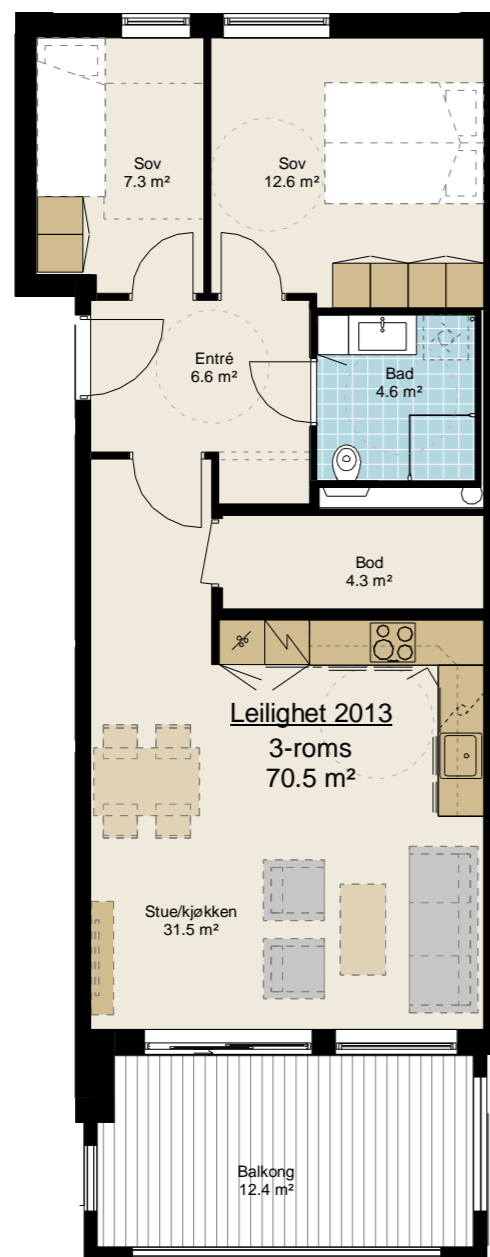 Sov
7.3 m²
Sov
12.6 m²
Entré
6.6 m²
Bad
4.6 m²
Bod
4.3 m²
Leilighet 2013
3-roms
70.5 m²
Stue/kjøkken
31.5 m²
Balkong
12.4 m²